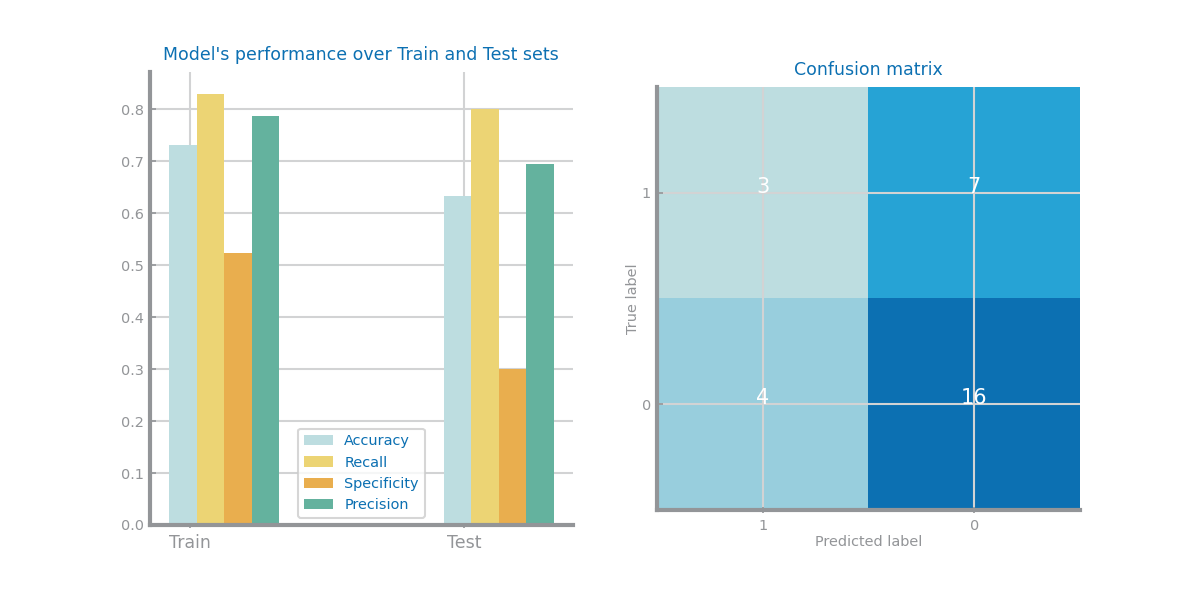 Model's performance over Train and Test sets
0.8
0.7
0.6
0.5
0.4
0.3
0.2
0.1
0.0
Accuracy
Recall
Specificity
Precision
Train
Test
Confusion matrix
True label
1
0
3
7
4
16
1
0
Predicted label